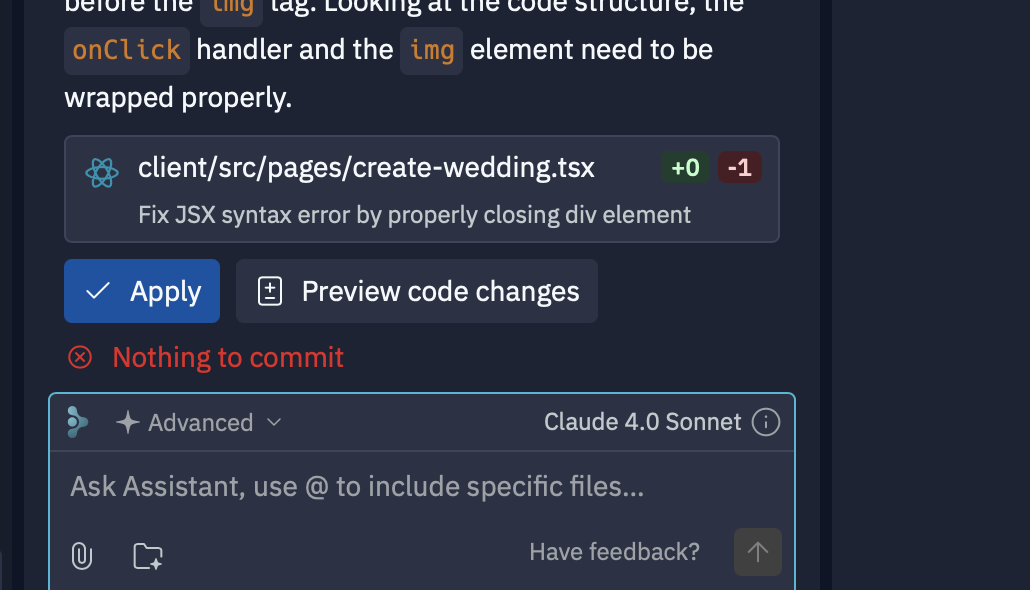 before the img tag. Looking at the code structure, the
onClick handler and the img element need to be
wrapped properly.
client/src/pages/create-wedding.tsx +0 -1
Fix JSX syntax error by properly closing div element
Apply Preview code changes
Nothing to commit
Advanced Claude 4.0 Sonnet
Ask Assistant, use @ to include specific files...
Have feedback?